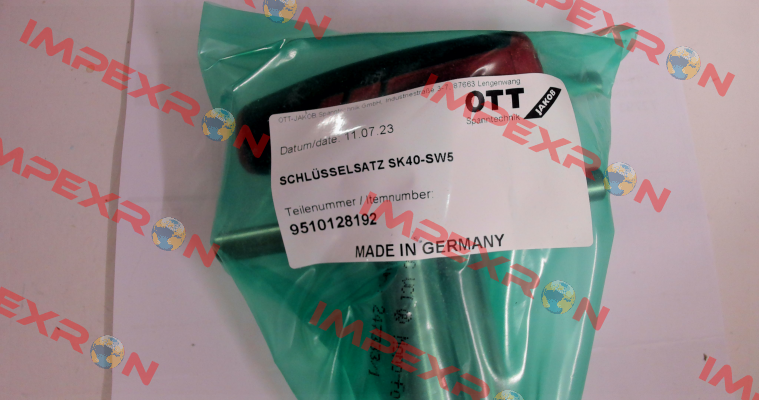 OTT-JAKOB Spanntechnik GmbH, Industriestraße 3-7, 87663 Lengenwang
OTT
JAKOB
Spanntechnik
Datum/date: 11.07.23
SCHLÜSSELSATZ SK40-SW5
Teilenummer / Itemnumber:
9510128192
MADE IN GERMANY
IMPEXRON
IMPEXRON
IMPEXRON
IMPEXRON
IMPEXRON
IMPEXRON